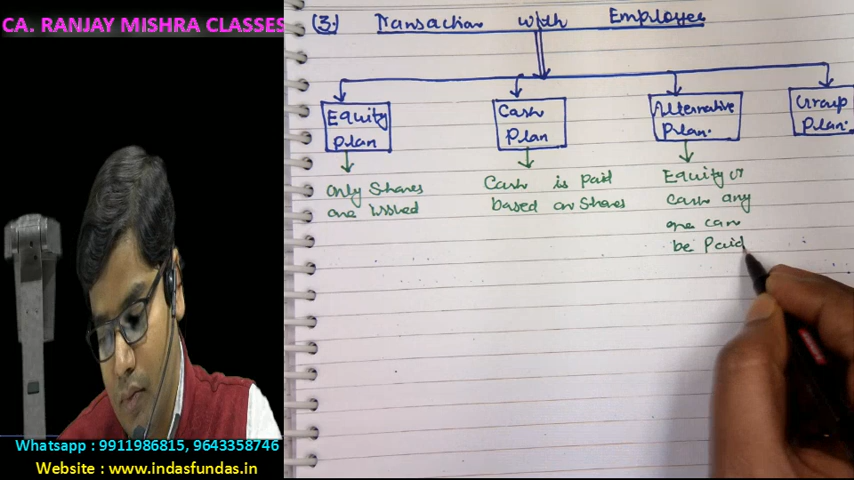 CA. RANJAY MISHRA CLASSES
(3.) Transaction with Employee
Equity
Plan
Cash
Plan
Alternative
Plan.
Group
Plan.
only Shares
are issued
Cash is paid
based on Shares
Equity or
Cash any
one can
be Paid
Whatsapp : 9911986815, 9643358746
Website : www.indasfundas.in